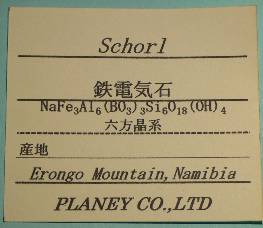 Schorl
鉄電気石
NaFe3Al6(BO3)3Si6O18(OH)4
六方晶系
産地
Erongo Mountain, Namibia
PLANEY CO.,LTD